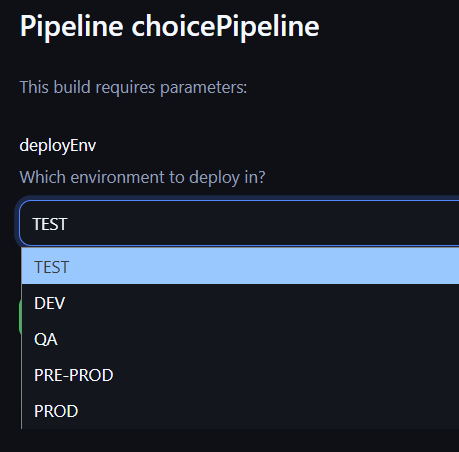 Pipeline choicePipeline
This build requires parameters:
deployEnv
Which environment to deploy in?
TEST
TEST
DEV
QA
PRE-PROD
PROD